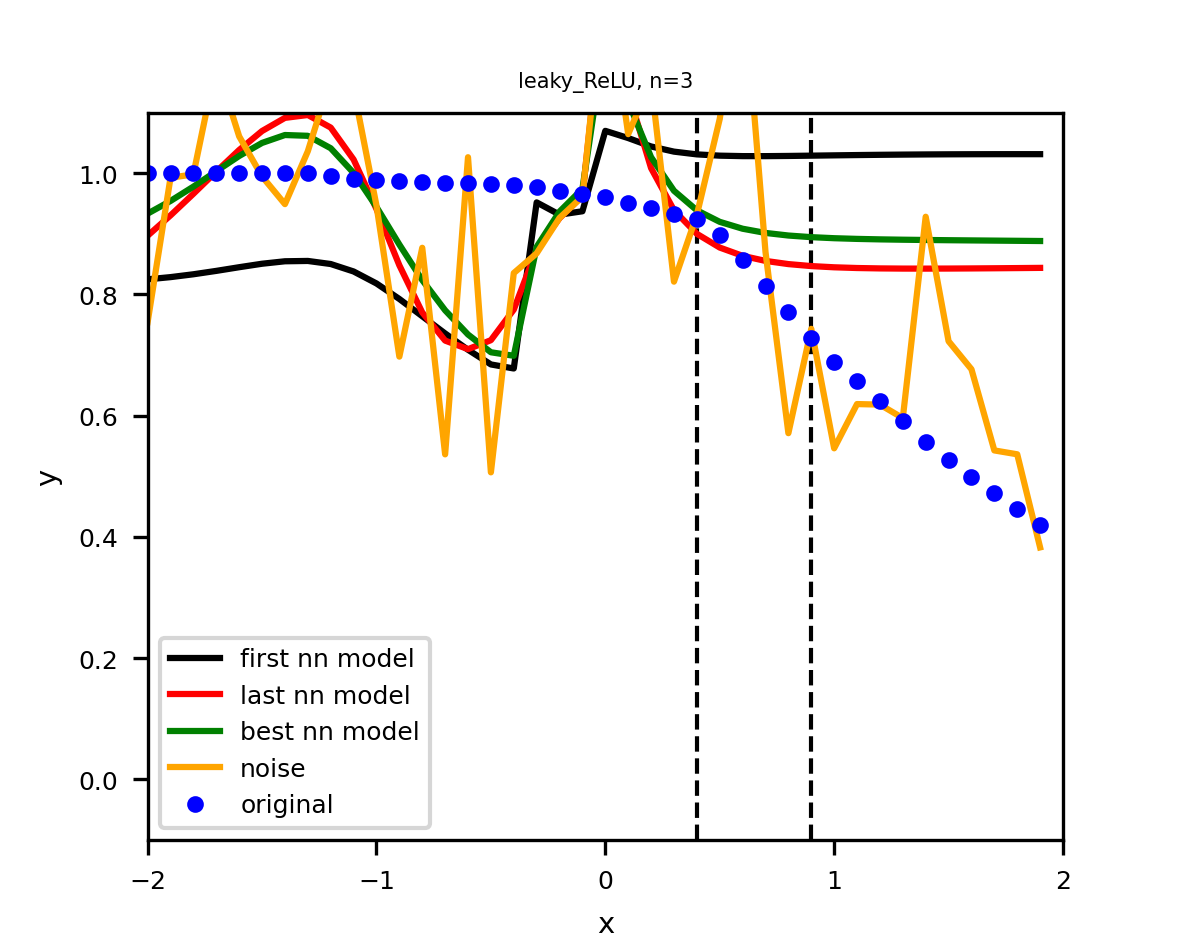 leaky_ReLU, n=3
y
1.0
0.8
0.6
0.4
0.2
0.0
first nn model
last nn model
best nn model
noise
original
−2
−1
0
1
2
x